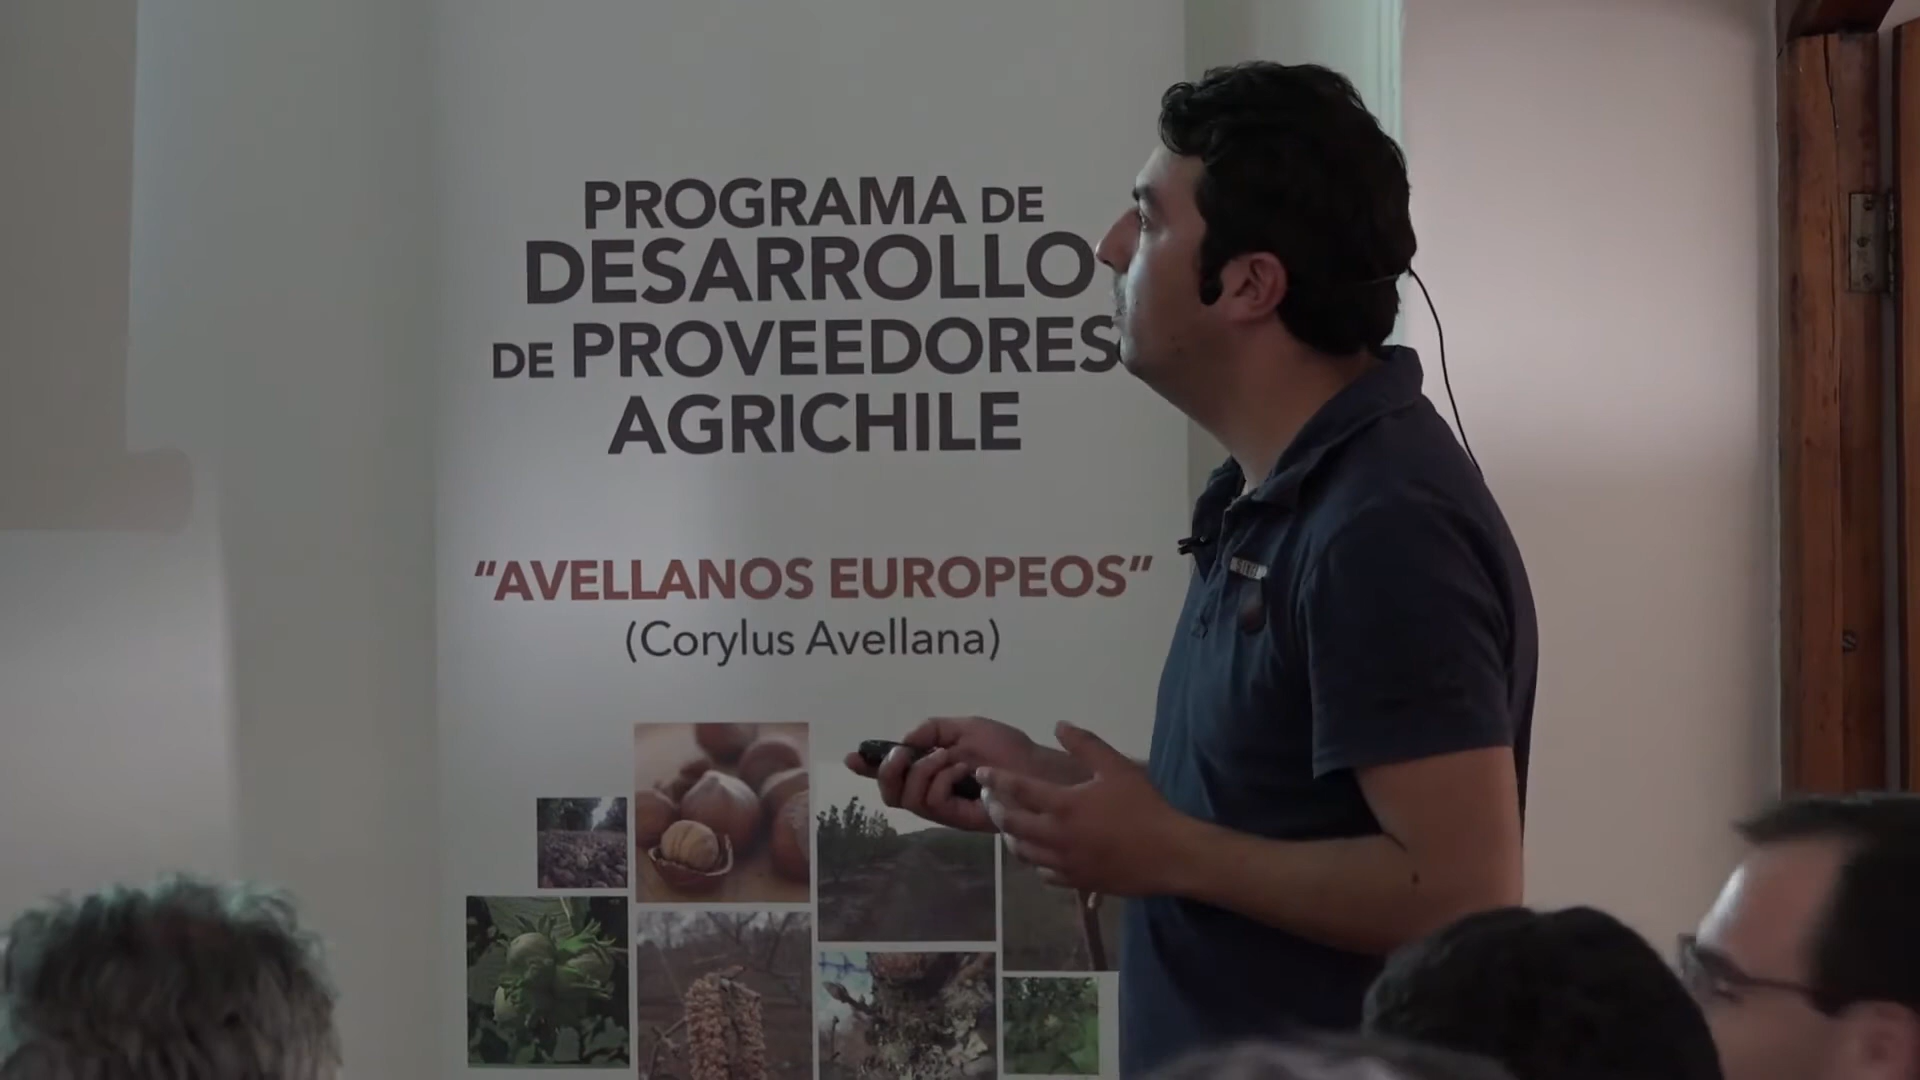 PROGRAMA DE
DESARROLLO
DE PROVEEDORES
AGRICHILE
“AVELLANOS EUROPEOS”
(Corylus Avellana)